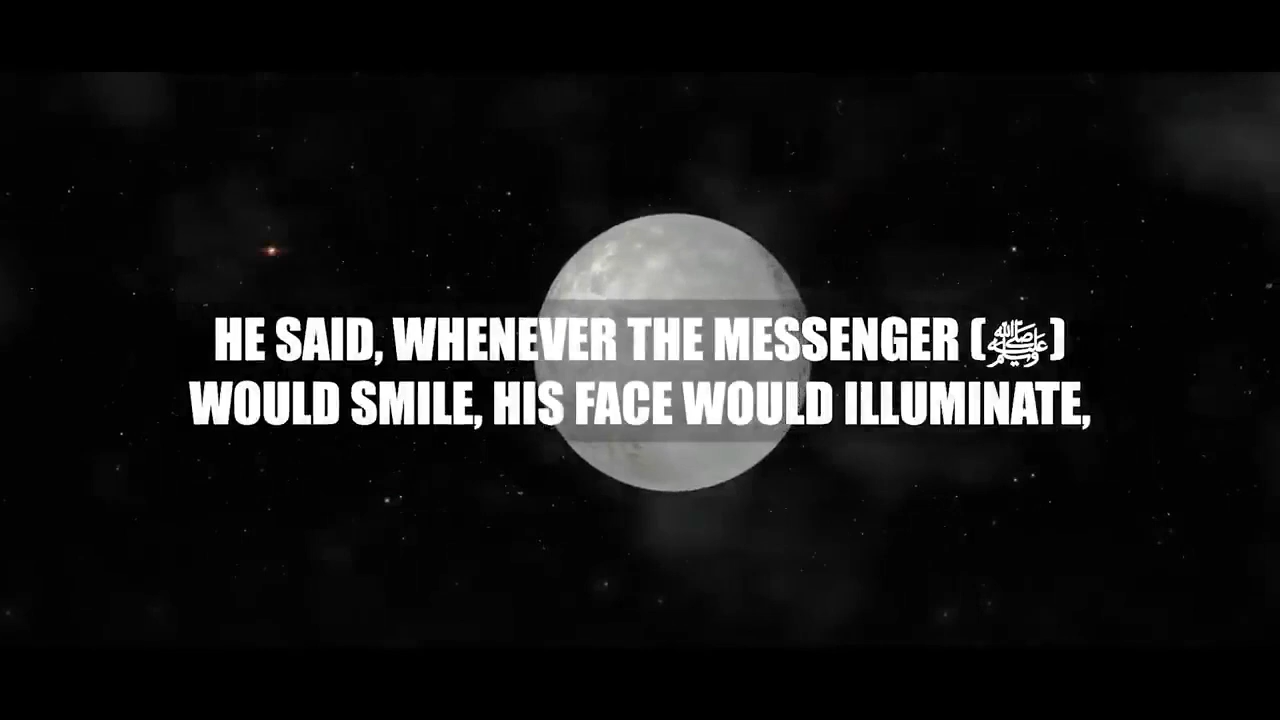 HE SAID, WHENEVER THE MESSENGER (ﷺ)
WOULD SMILE, HIS FACE WOULD ILLUMINATE,